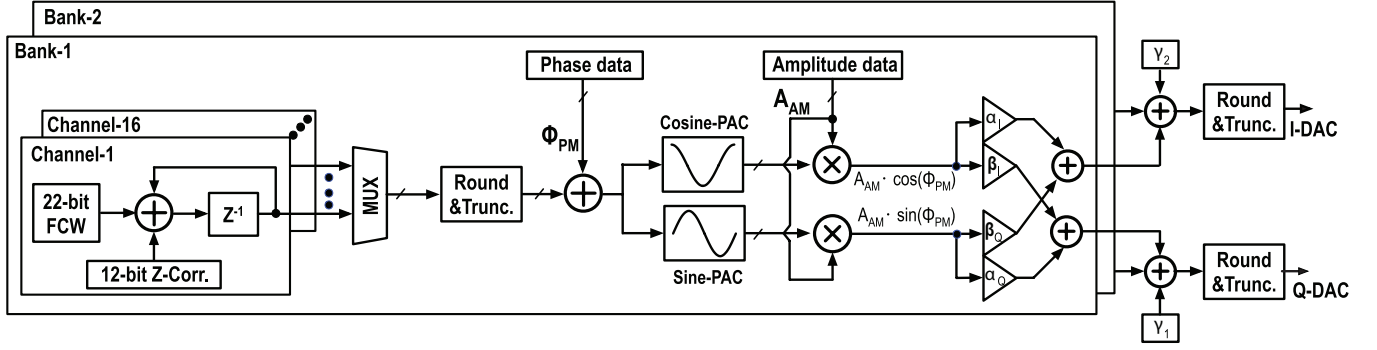 Bank-2
Bank-1
Channel-16
Channel-1
22-bit
FCW
Z⁻¹
12-bit Z-Corr.
MUX
Round
&Trunc.
Phase data
Φ_PM
Cosine-PAC
Sine-PAC
Amplitude data
A_AM
A_AM · cos(Φ_PM)
A_AM · sin(Φ_PM)
α_I
β_I
β_Q
α_Q
γ₂
Round
&Trunc.
I-DAC
Round
&Trunc.
Q-DAC
γ₁